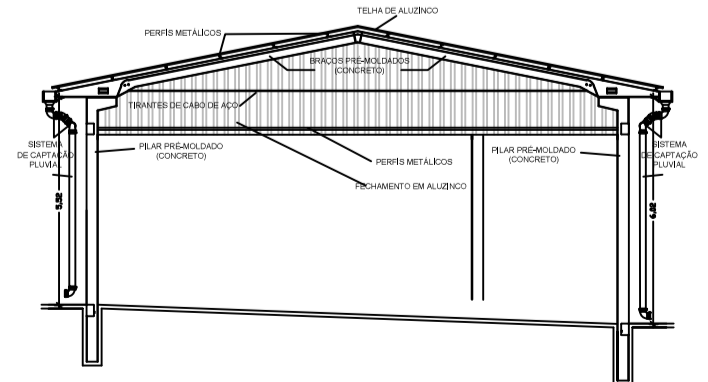 TELHA DE ALUZINCO
PERFÍS METÁLICOS
BRAÇOS PRÉ-MOLDADOS
(CONCRETO)
TIRANTES DE CABO DE AÇO
SISTEMA
DE CAPTAÇÃO
PLUVIAL
PILAR PRÉ-MOLDADO
(CONCRETO)
PERFÍS METÁLICOS
FECHAMENTO EM ALUZINCO
PILAR PRÉ-MOLDADO
(CONCRETO)
SISTEMA
DE CAPTAÇÃO
PLUVIAL
5,52
6,02